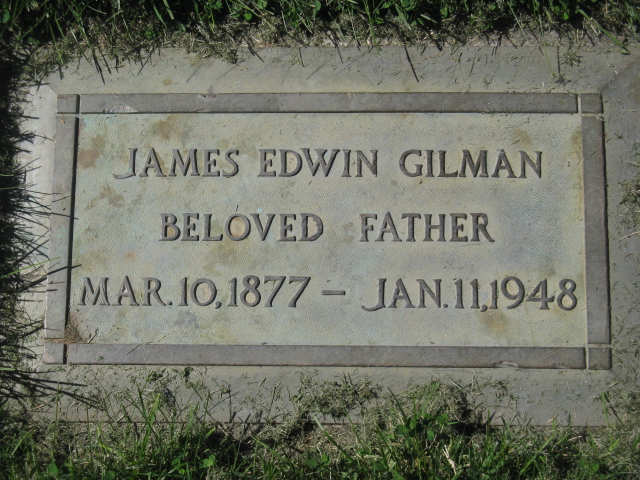 JAMES EDWIN GILMAN
BELOVED FATHER
MAR. 10, 1877 – JAN. 11, 1948